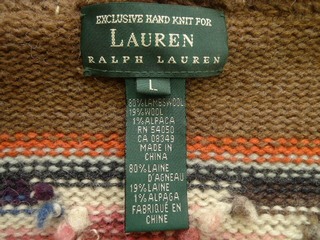 EXCLUSIVE HAND KNIT FOR
LAUREN
RALPH LAUREN
L
80% LAMBSWOOL
19% WOOL
1% ALPACA
RN 54050
CA 08349
MADE IN
CHINA
80% LAINE
D'AGNEAU
19% LAINE
1% ALPAGA
FABRIQUÉ EN
CHINE